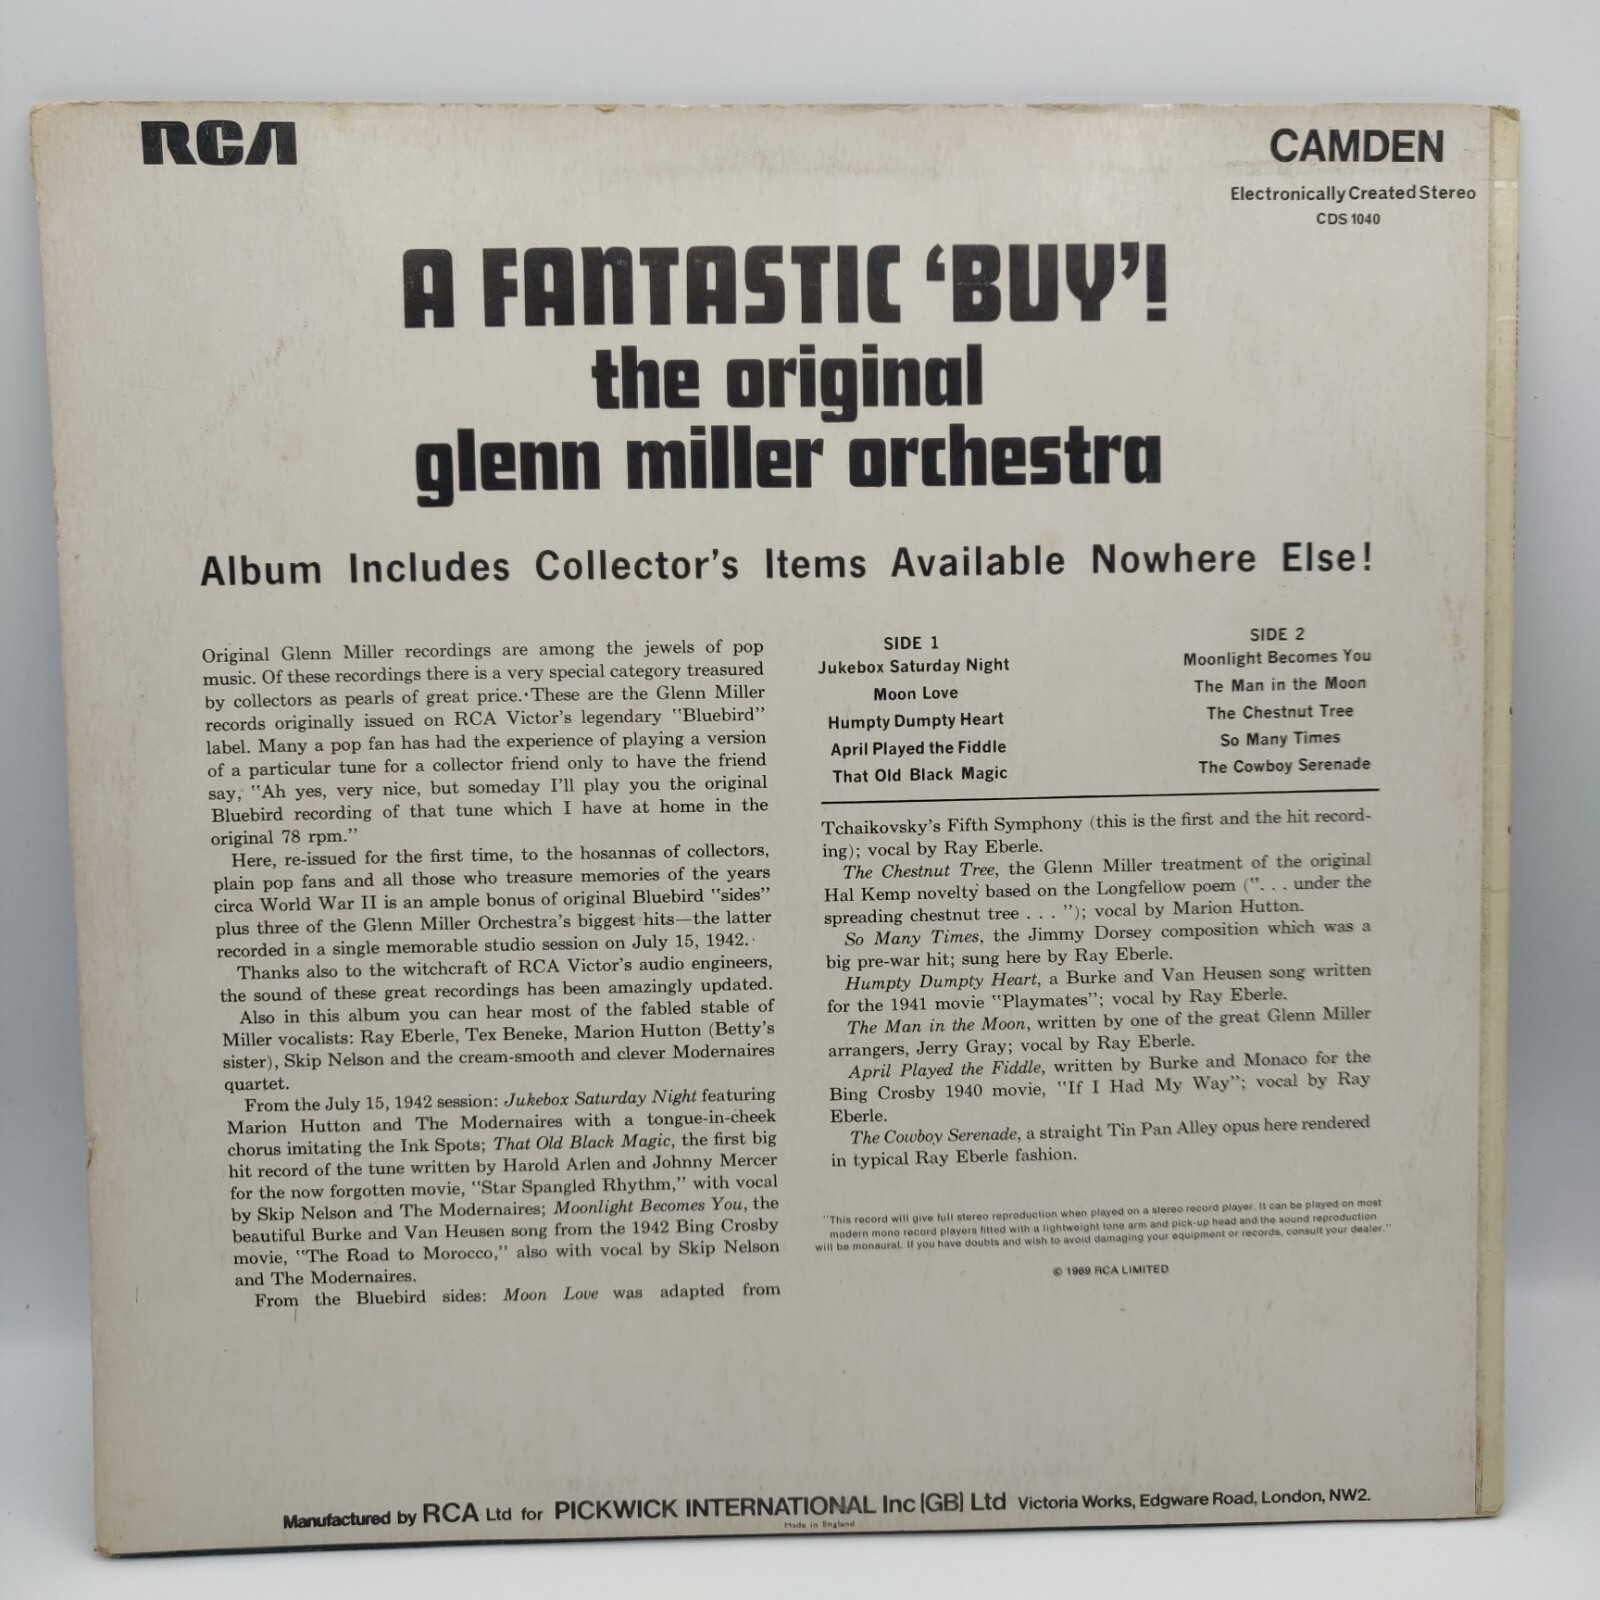 RCA
CAMDEN
Electronically Created Stereo
CDS 1040
A FANTASTIC ‘BUY’!
the original
glenn miller orchestra
Album Includes Collector’s Items Available Nowhere Else!
Original Glenn Miller recordings are among the jewels of pop
music. Of these recordings there is a very special category treasured
by collectors as pearls of great price. These are the Glenn Miller
records originally issued on RCA Victor’s legendary “Bluebird”
label. Many a pop fan has had the experience of playing a version
of a particular tune for a collector friend only to have the friend
say, “Ah yes, very nice, but someday I’ll play you the original
Bluebird recording of that tune which I have at home in the
original 78 rpm.”
Here, re-issued for the first time, to the hosannas of collectors,
plain pop fans and all those who treasure memories of the years
circa World War II is an ample bonus of original Bluebird “sides”
plus three of the Glenn Miller Orchestra’s biggest hits—the latter
recorded in a single memorable studio session on July 15, 1942.
Thanks also to the witchcraft of RCA Victor’s audio engineers,
the sound of these great recordings has been amazingly updated.
Also in this album you can hear most of the fabled stable of
Miller vocalists: Ray Eberle, Tex Beneke, Marion Hutton (Betty’s
sister), Skip Nelson and the cream-smooth and clever Modernaires
quartet.
From the July 15, 1942 session: Jukebox Saturday Night featuring
Marion Hutton and The Modernaires with a tongue-in-cheek
chorus imitating the Ink Spots; That Old Black Magic, the first big
hit record of the tune written by Harold Arlen and Johnny Mercer
for the now forgotten movie, “Star Spangled Rhythm,” with vocal
by Skip Nelson and The Modernaires; Moonlight Becomes You, the
beautiful Burke and Van Heusen song from the 1942 Bing Crosby
movie, “The Road to Morocco,” also with vocal by Skip Nelson
and The Modernaires.
From the Bluebird sides: Moon Love was adapted from
SIDE 1
Jukebox Saturday Night
Moon Love
Humpty Dumpty Heart
April Played the Fiddle
That Old Black Magic
SIDE 2
Moonlight Becomes You
The Man in the Moon
The Chestnut Tree
So Many Times
The Cowboy Serenade
Tchaikovsky’s Fifth Symphony (this is the first and the hit record-
ing); vocal by Ray Eberle.
The Chestnut Tree, the Glenn Miller treatment of the original
Hal Kemp novelty based on the Longfellow poem (“. . . under the
spreading chestnut tree . . . ”); vocal by Marion Hutton.
So Many Times, the Jimmy Dorsey composition which was a
big pre-war hit; sung here by Ray Eberle.
Humpty Dumpty Heart, a Burke and Van Heusen song written
for the 1941 movie “Playmates”; vocal by Ray Eberle.
The Man in the Moon, written by one of the great Glenn Miller
arrangers, Jerry Gray; vocal by Ray Eberle.
April Played the Fiddle, written by Burke and Monaco for the
Bing Crosby 1940 movie, “If I Had My Way”; vocal by Ray
Eberle.
The Cowboy Serenade, a straight Tin Pan Alley opus here rendered
in typical Ray Eberle fashion.
“This record will give full stereo reproduction when played on a stereo record player. It can be played on most
modern mono record players fitted with a lightweight tone arm and pick-up head and the sound reproduction
will be monaural. If you have doubts and wish to avoid damaging your equipment or records, consult your dealer.”
© 1969 RCA LIMITED
Manufactured by RCA Ltd for PICKWICK INTERNATIONAL Inc (GB) Ltd Victoria Works, Edgware Road, London, NW2.
Made in England